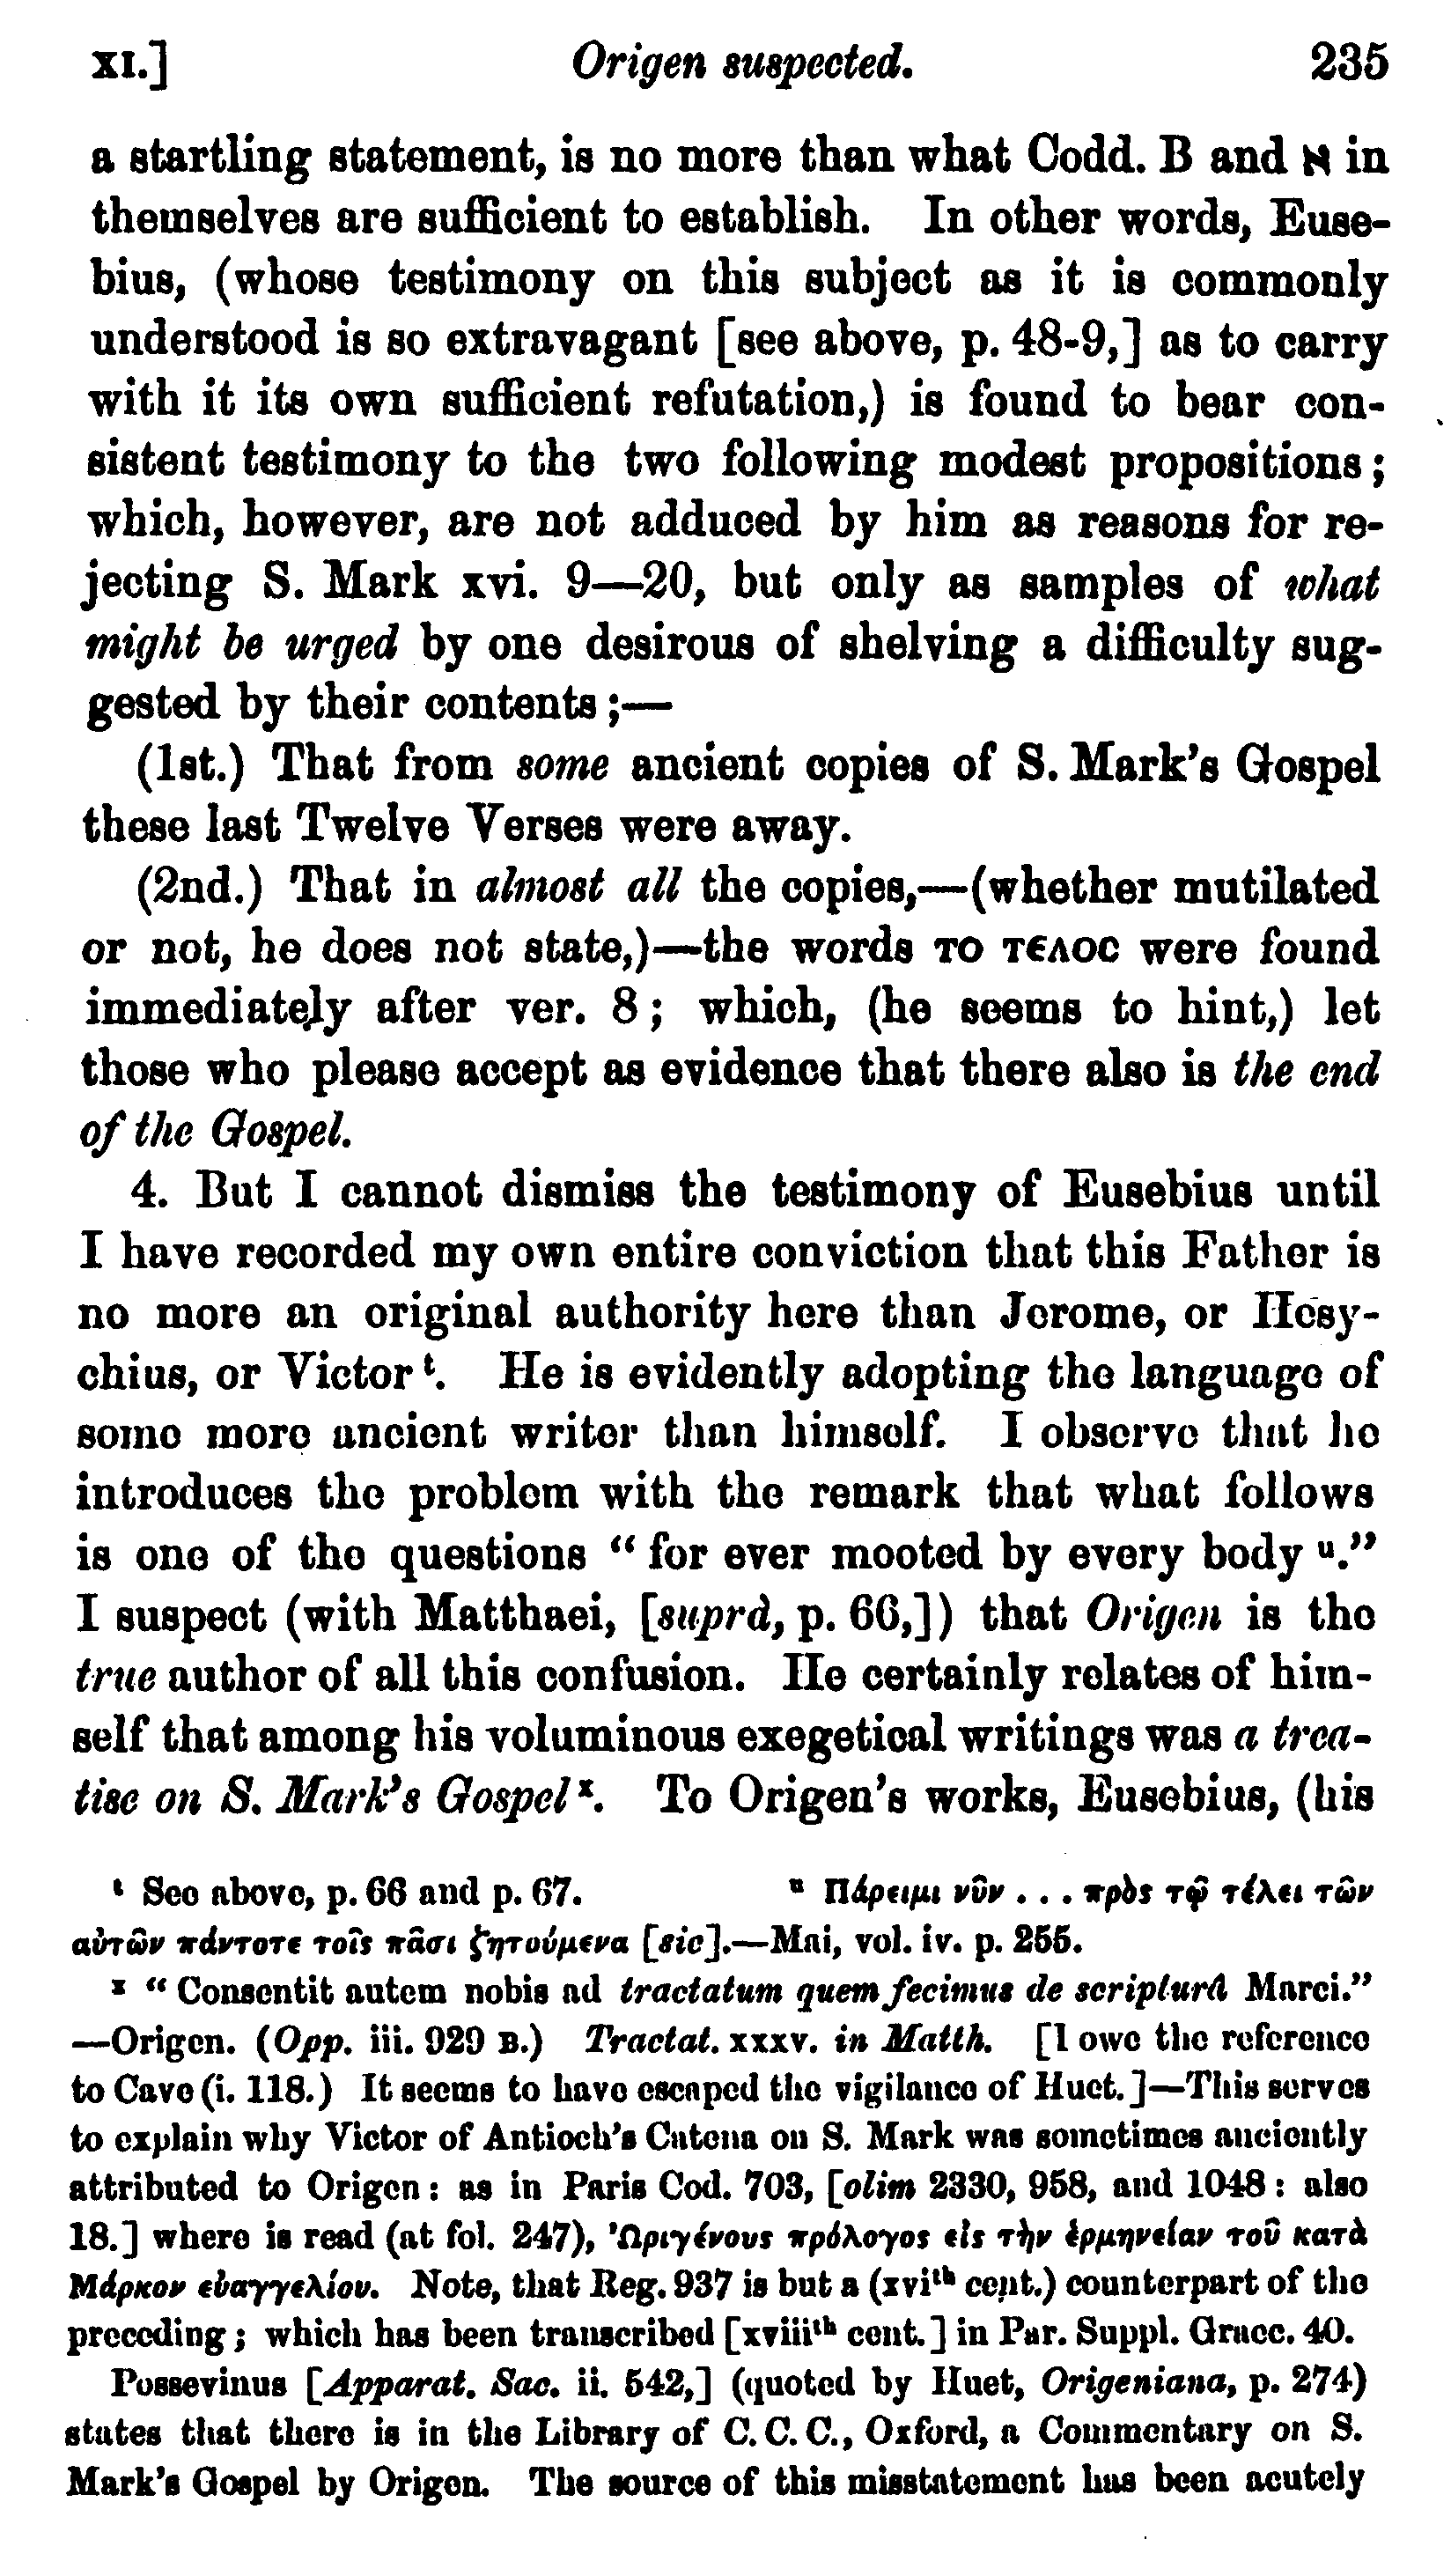 XI.] Origen suspected. 235
a startling statement, is no more than what Codd. B and א in
themselves are sufficient to establish. In other words, Euse-
bius, (whose testimony on this subject as it is commonly
understood is so extravagant [see above, p. 48-9,] as to carry
with it its own sufficient refutation,) is found to bear con-
sistent testimony to the two following modest propositions;
which, however, are not adduced by him as reasons for re-
jecting S. Mark xvi. 9—20, but only as samples of what
might be urged by one desirous of shelving a difficulty sug-
gested by their contents;—
(1st.) That from some ancient copies of S. Mark's Gospel
these last Twelve Verses were away.
(2nd.) That in almost all the copies,—(whether mutilated
or not, he does not state,)—the words ΤΟ ΤЄΛΟϹ were found
immediately after ver. 8; which, (he seems to hint,) let
those who please accept as evidence that there also is the end
of the Gospel.
4. But I cannot dismiss the testimony of Eusebius until
I have recorded my own entire conviction that this Father is
no more an original authority here than Jerome, or Hesy-
chius, or Victor t. He is evidently adopting the language of
some more ancient writer than himself. I observe that he
introduces the problem with the remark that what follows
is one of the questions “for ever mooted by every body u.”
I suspect (with Matthaei, [suprà, p. 66,]) that Origen is the
true author of all this confusion. He certainly relates of him-
self that among his voluminous exegetical writings was a trea-
tise on S. Mark's Gospel x. To Origen's works, Eusebius, (his
t See above, p. 66 and p. 67. u Πάρειμι νῦν . . . πρὸς τῷ τέλει τῶν
αὐτῶν πάντοτε τοῖς πᾶσι ζητούμενα [sic].—Mai, vol. iv. p. 255.
x “Consentit autem nobis ad tractatum quem fecimus de scripturâ Marci.”
—Origen. (Opp. iii. 929 B.) Tractat. xxxv. in Matth. [I owe the reference
to Cave (i. 118.) It seems to have escaped the vigilance of Huet.]—This serves
to explain why Victor of Antioch's Catena on S. Mark was sometimes anciently
attributed to Origen: as in Paris Cod. 703, [olim 2330, 958, and 1048: also
18.] where is read (at fol. 247), Ὠριγένους πρόλογος εἰς τὴν ἑρμηνείαν τοῦ κατὰ
Μάρκον εὐαγγελίου. Note, that Reg. 937 is but a (xvith cent.) counterpart of the
preceding; which has been transcribed [xviiith cent.] in Par. Suppl. Graec. 40.
Possevinus [Apparat. Sac. ii. 542,] (quoted by Huet, Origeniana, p. 274)
states that there is in the Library of C. C. C., Oxford, a Commentary on S.
Mark's Gospel by Origen. The source of this misstatement has been acutely